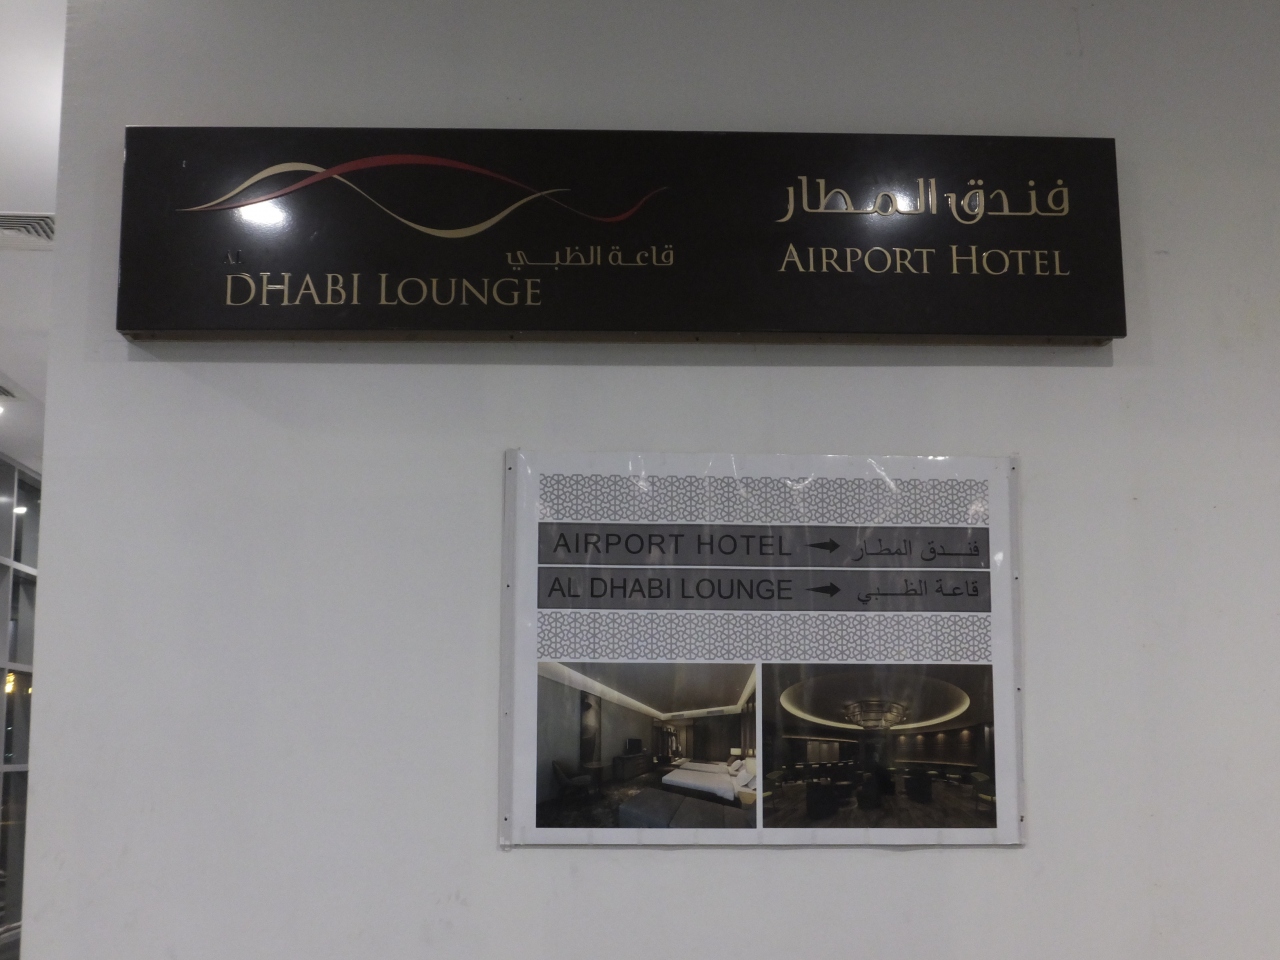 AL
قاعة الظبي
DHABI LOUNGE
فندق المطار
AIRPORT HOTEL
AIRPORT HOTEL فندق المطار
AL DHABI LOUNGE قاعة الظبي